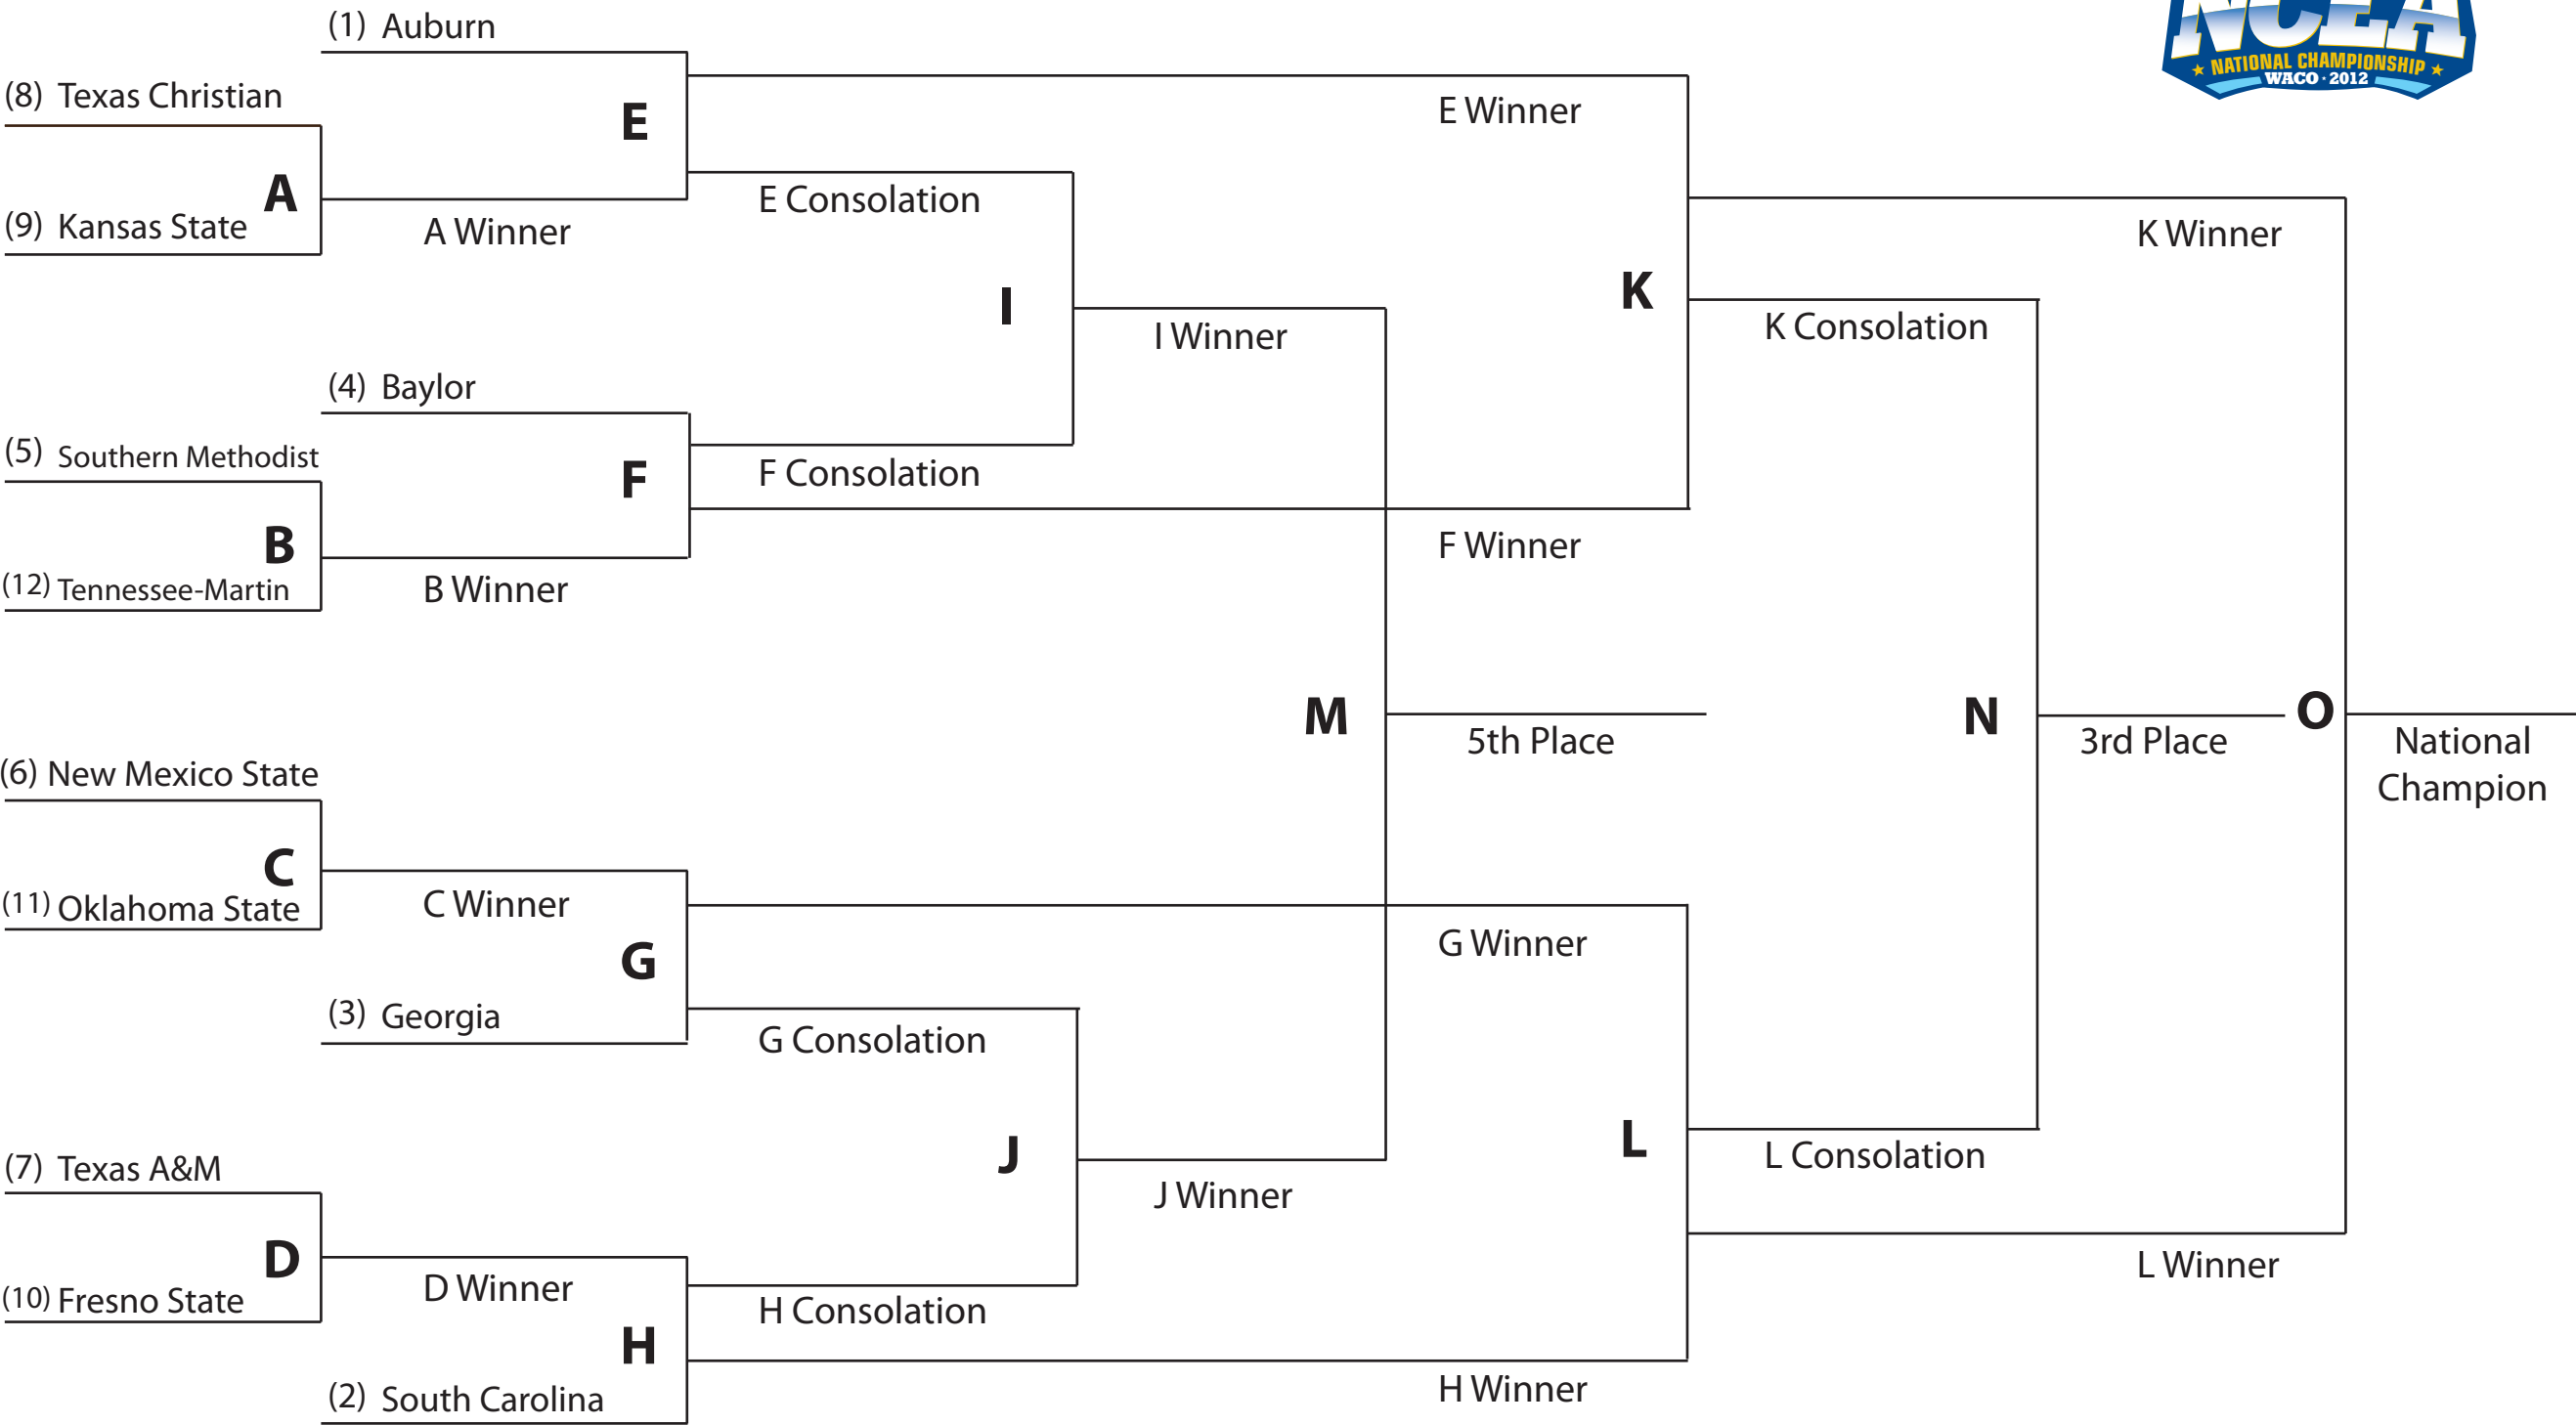 (1) Auburn
NCEA
NATIONAL CHAMPIONSHIP
WACO · 2012
(8) Texas Christian
E
E Winner
A
(9) Kansas State
A Winner
E Consolation
K Winner
I
I Winner
K
K Consolation
(4) Baylor
(5) Southern Methodist
F
F Consolation
B
(12) Tennessee-Martin
B Winner
F Winner
M
5th Place
N
3rd Place
O
National
Champion
(6) New Mexico State
C
(11) Oklahoma State
C Winner
G
G Winner
(3) Georgia
G Consolation
J
J Winner
L
L Consolation
(7) Texas A&M
D
(10) Fresno State
D Winner
H Consolation
L Winner
H
(2) South Carolina
H Winner